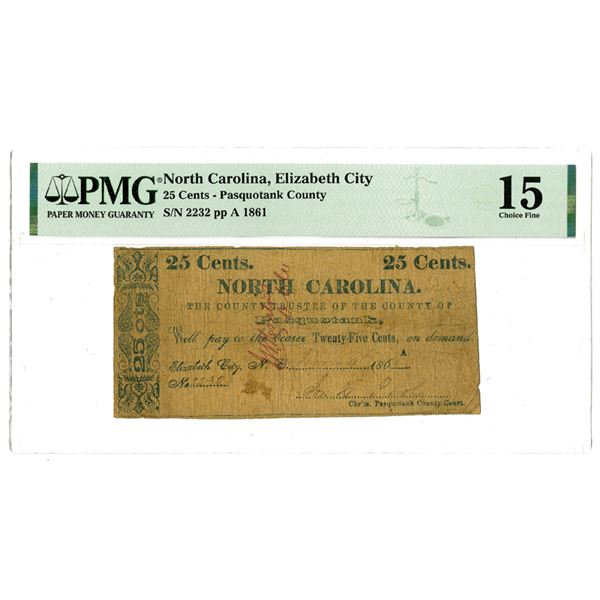 PMG® North Carolina, Elizabeth City
PAPER MONEY GUARANTY
25 Cents - Pasquotank County
S/N 2232 pp A 1861
15
Choice Fine
25 Cents. 25 Cents.
NORTH CAROLINA.
THE COUNTY TRUSTEE OF THE COUNTY OF
Pasquotank,
Will pay to the bearer Twenty-Five Cents, on demand
A
Elizabeth City, N. C. 186
No. 2232
Chr'm. Pasquotank County Court.